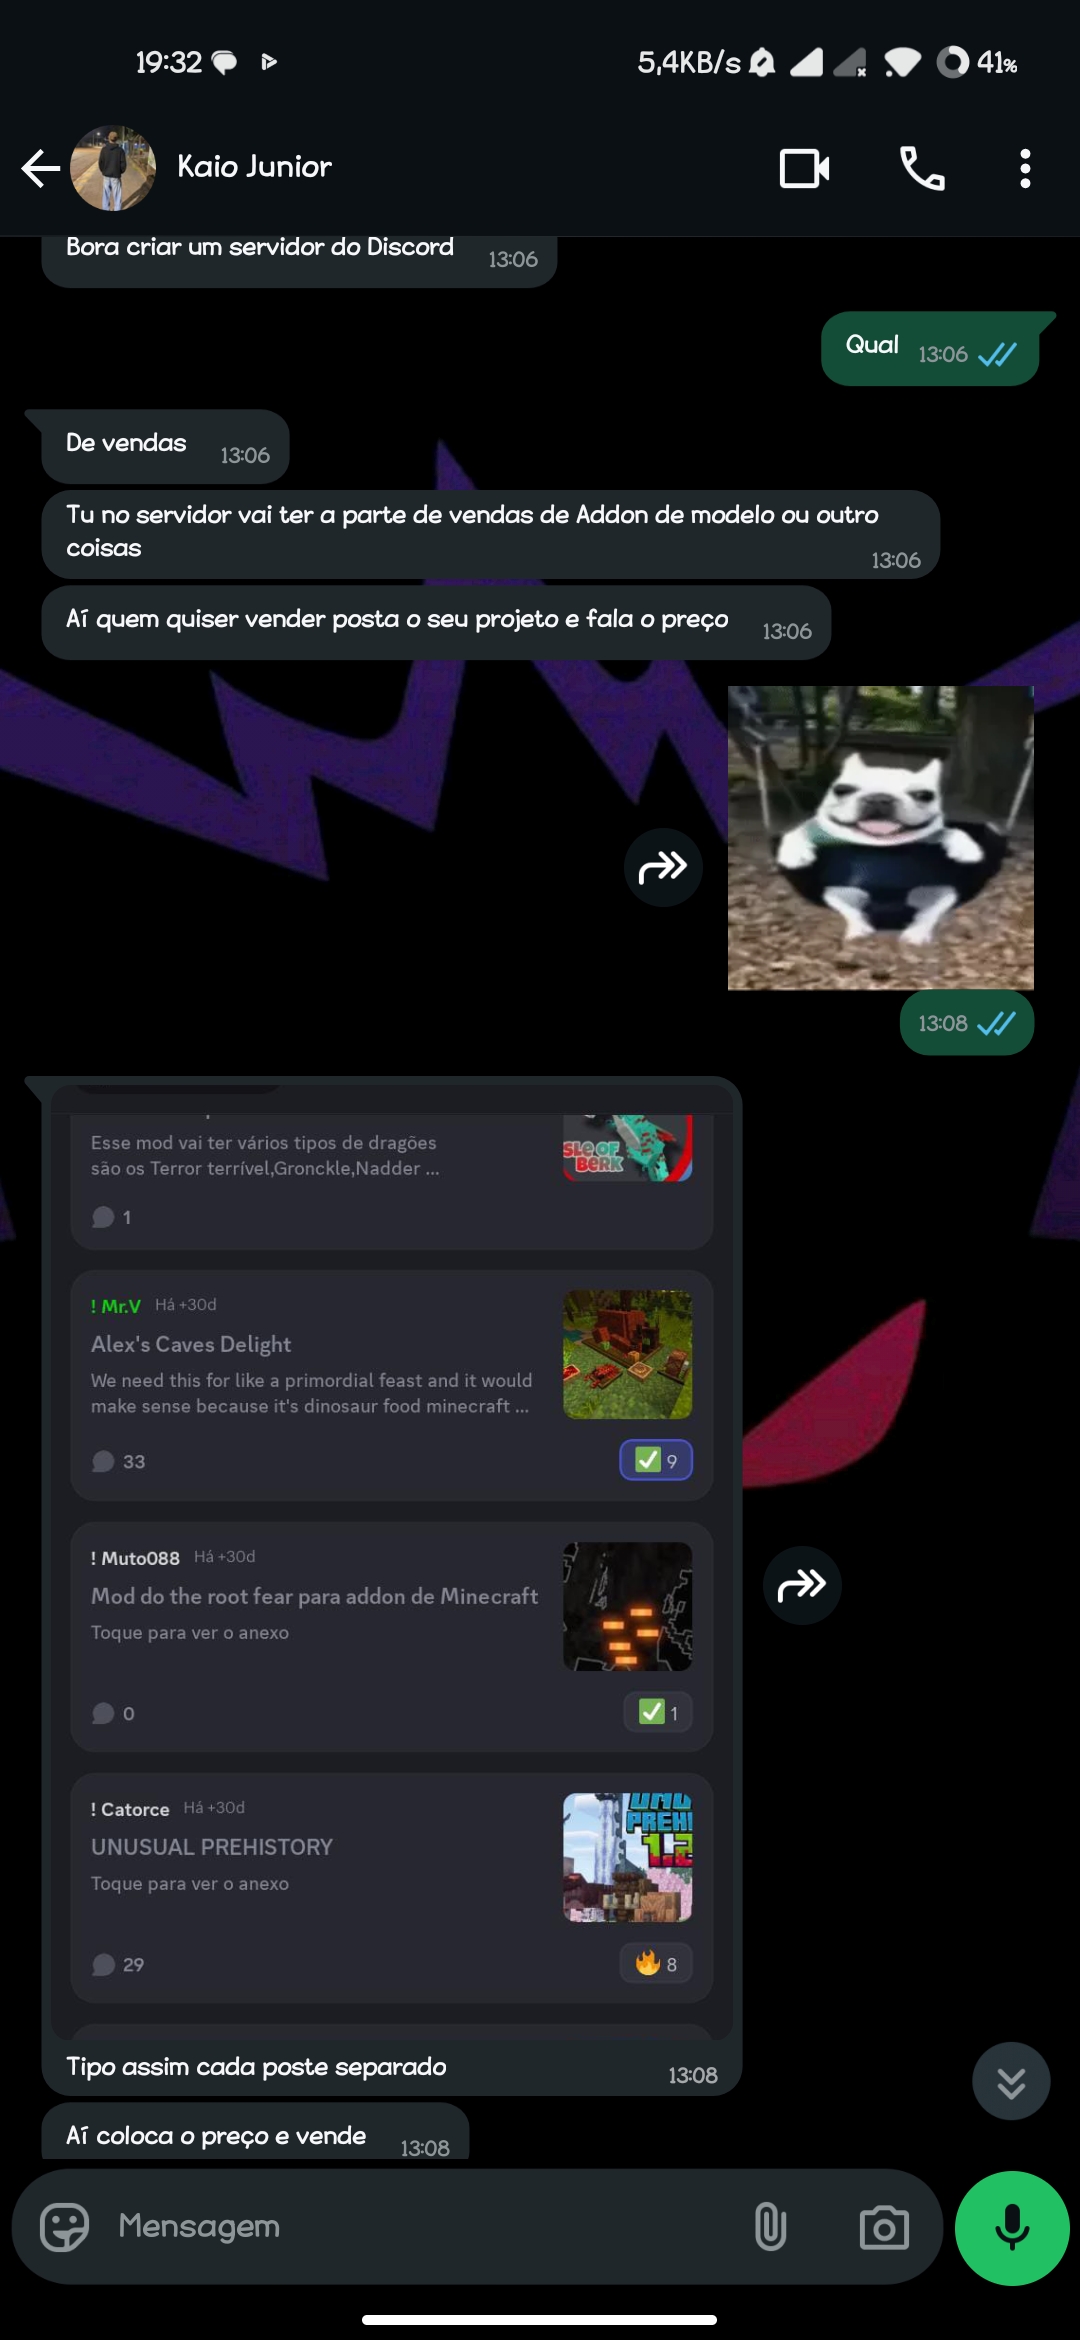 19:32
5,4KB/s
41%
Kaio Junior
Bora criar um servidor do Discord
13:06
Qual
13:06
De vendas
13:06
Tu no servidor vai ter a parte de vendas de Addon de modelo ou outro
coisas
13:06
Aí quem quiser vender posta o seu projeto e fala o preço
13:06
13:08
Esse mod vai ter vários tipos de dragões
são os Terror terrível,Gronckle,Nadder ...
SLE OF
BERK
1
! Mr.V Há +30d
Alex's Caves Delight
We need this for like a primordial feast and it would
make sense because it's dinosaur food minecraft ...
33
9
! Muto088 Há +30d
Mod do the root fear para addon de Minecraft
Toque para ver o anexo
0
1
! Catorce Há +30d
UNUSUAL PREHISTORY
Toque para ver o anexo
PREHI
1.2
29
8
Tipo assim cada poste separado
13:08
Aí coloca o preço e vende
13:08
Mensagem